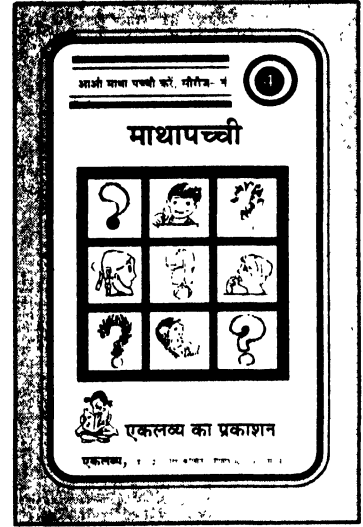 आओ माथा पच्ची करें, सीरीज- नं
1
माथापच्ची
एकलव्य का प्रकाशन
एकलव्य,